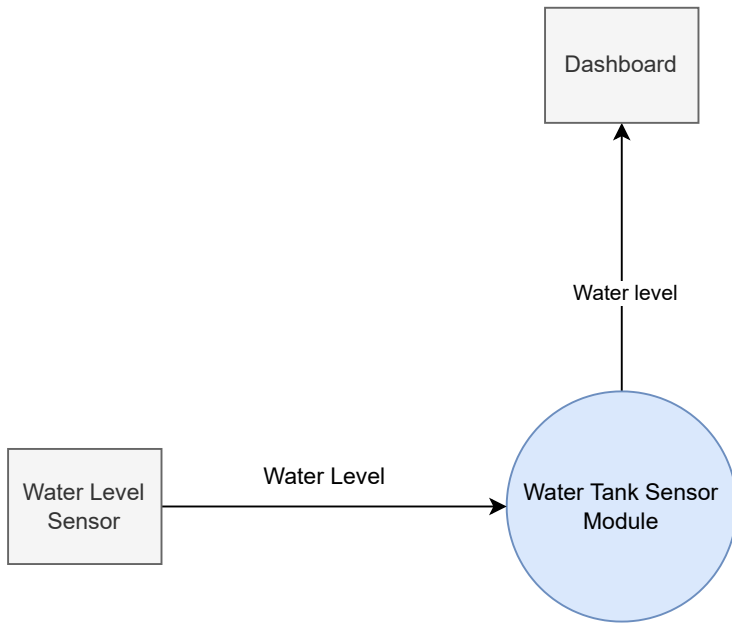 Dashboard
Water level
Water Level
Water Level
Sensor
Water Tank Sensor
Module